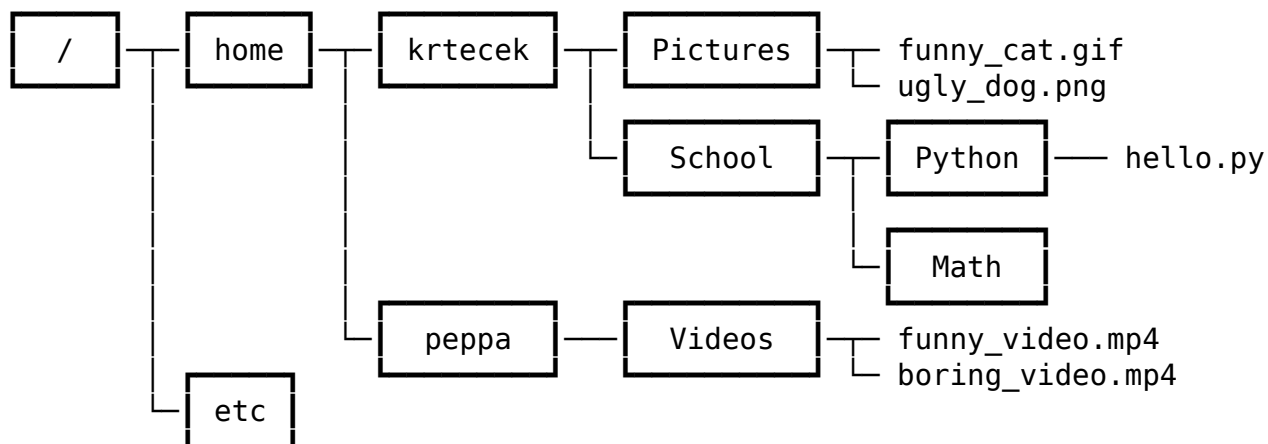 / home krtecek Pictures funny_cat.gif
ugly_dog.png
School Python hello.py
Math
peppa Videos funny_video.mp4
boring_video.mp4
etc